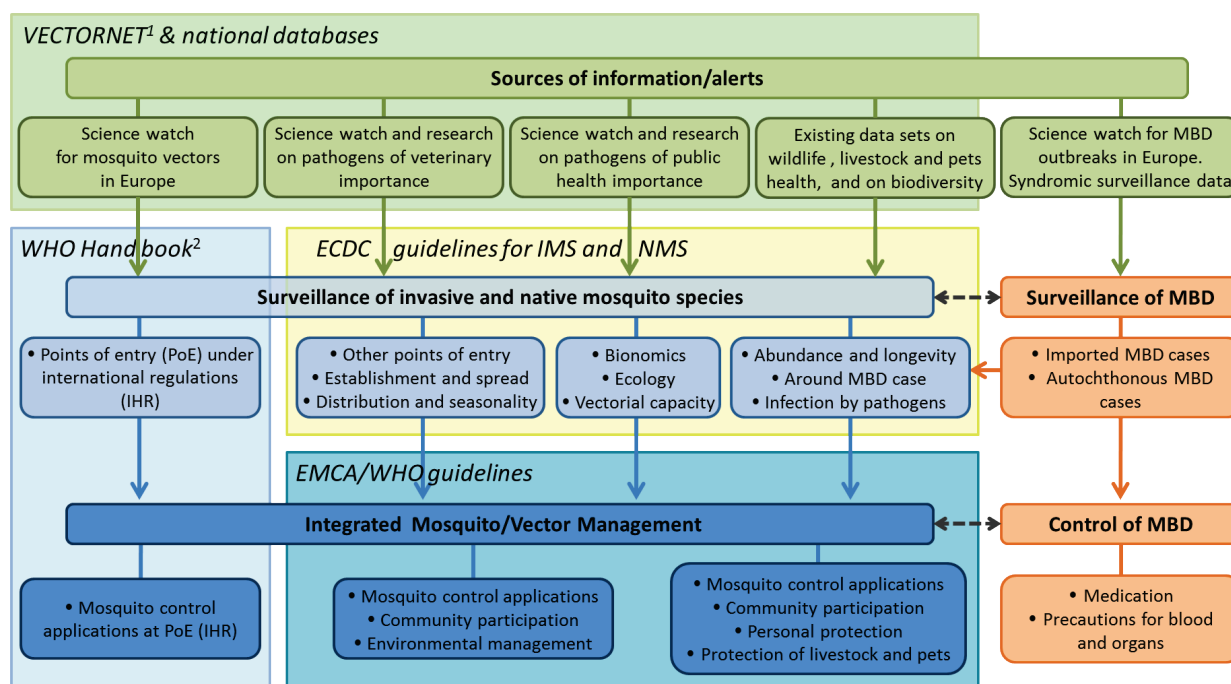 VECTORNET¹ & national databases
Sources of information/alerts
Science watch
for mosquito vectors
in Europe
Science watch and research
on pathogens of veterinary
importance
Science watch and research
on pathogens of public
health importance
Existing data sets on
wildlife , livestock and pets
health, and on biodiversity
Science watch for MBD
outbreaks in Europe.
Syndromic surveillance data
WHO Handbook²
ECDC guidelines for IMS and NMS
Surveillance of invasive and native mosquito species
Surveillance of MBD
• Points of entry (PoE) under
international regulations
(IHR)
• Other points of entry
• Establishment and spread
• Distribution and seasonality
• Bionomics
• Ecology
• Vectorial capacity
• Abundance and longevity
• Around MBD case
• Infection by pathogens
• Imported MBD cases
• Autochthonous MBD
cases
EMCA/WHO guidelines
Integrated Mosquito/Vector Management
Control of MBD
• Mosquito control
applications at PoE (IHR)
• Mosquito control applications
• Community participation
• Environmental management
• Mosquito control applications
• Community participation
• Personal protection
• Protection of livestock and pets
• Medication
• Precautions for blood
and organs